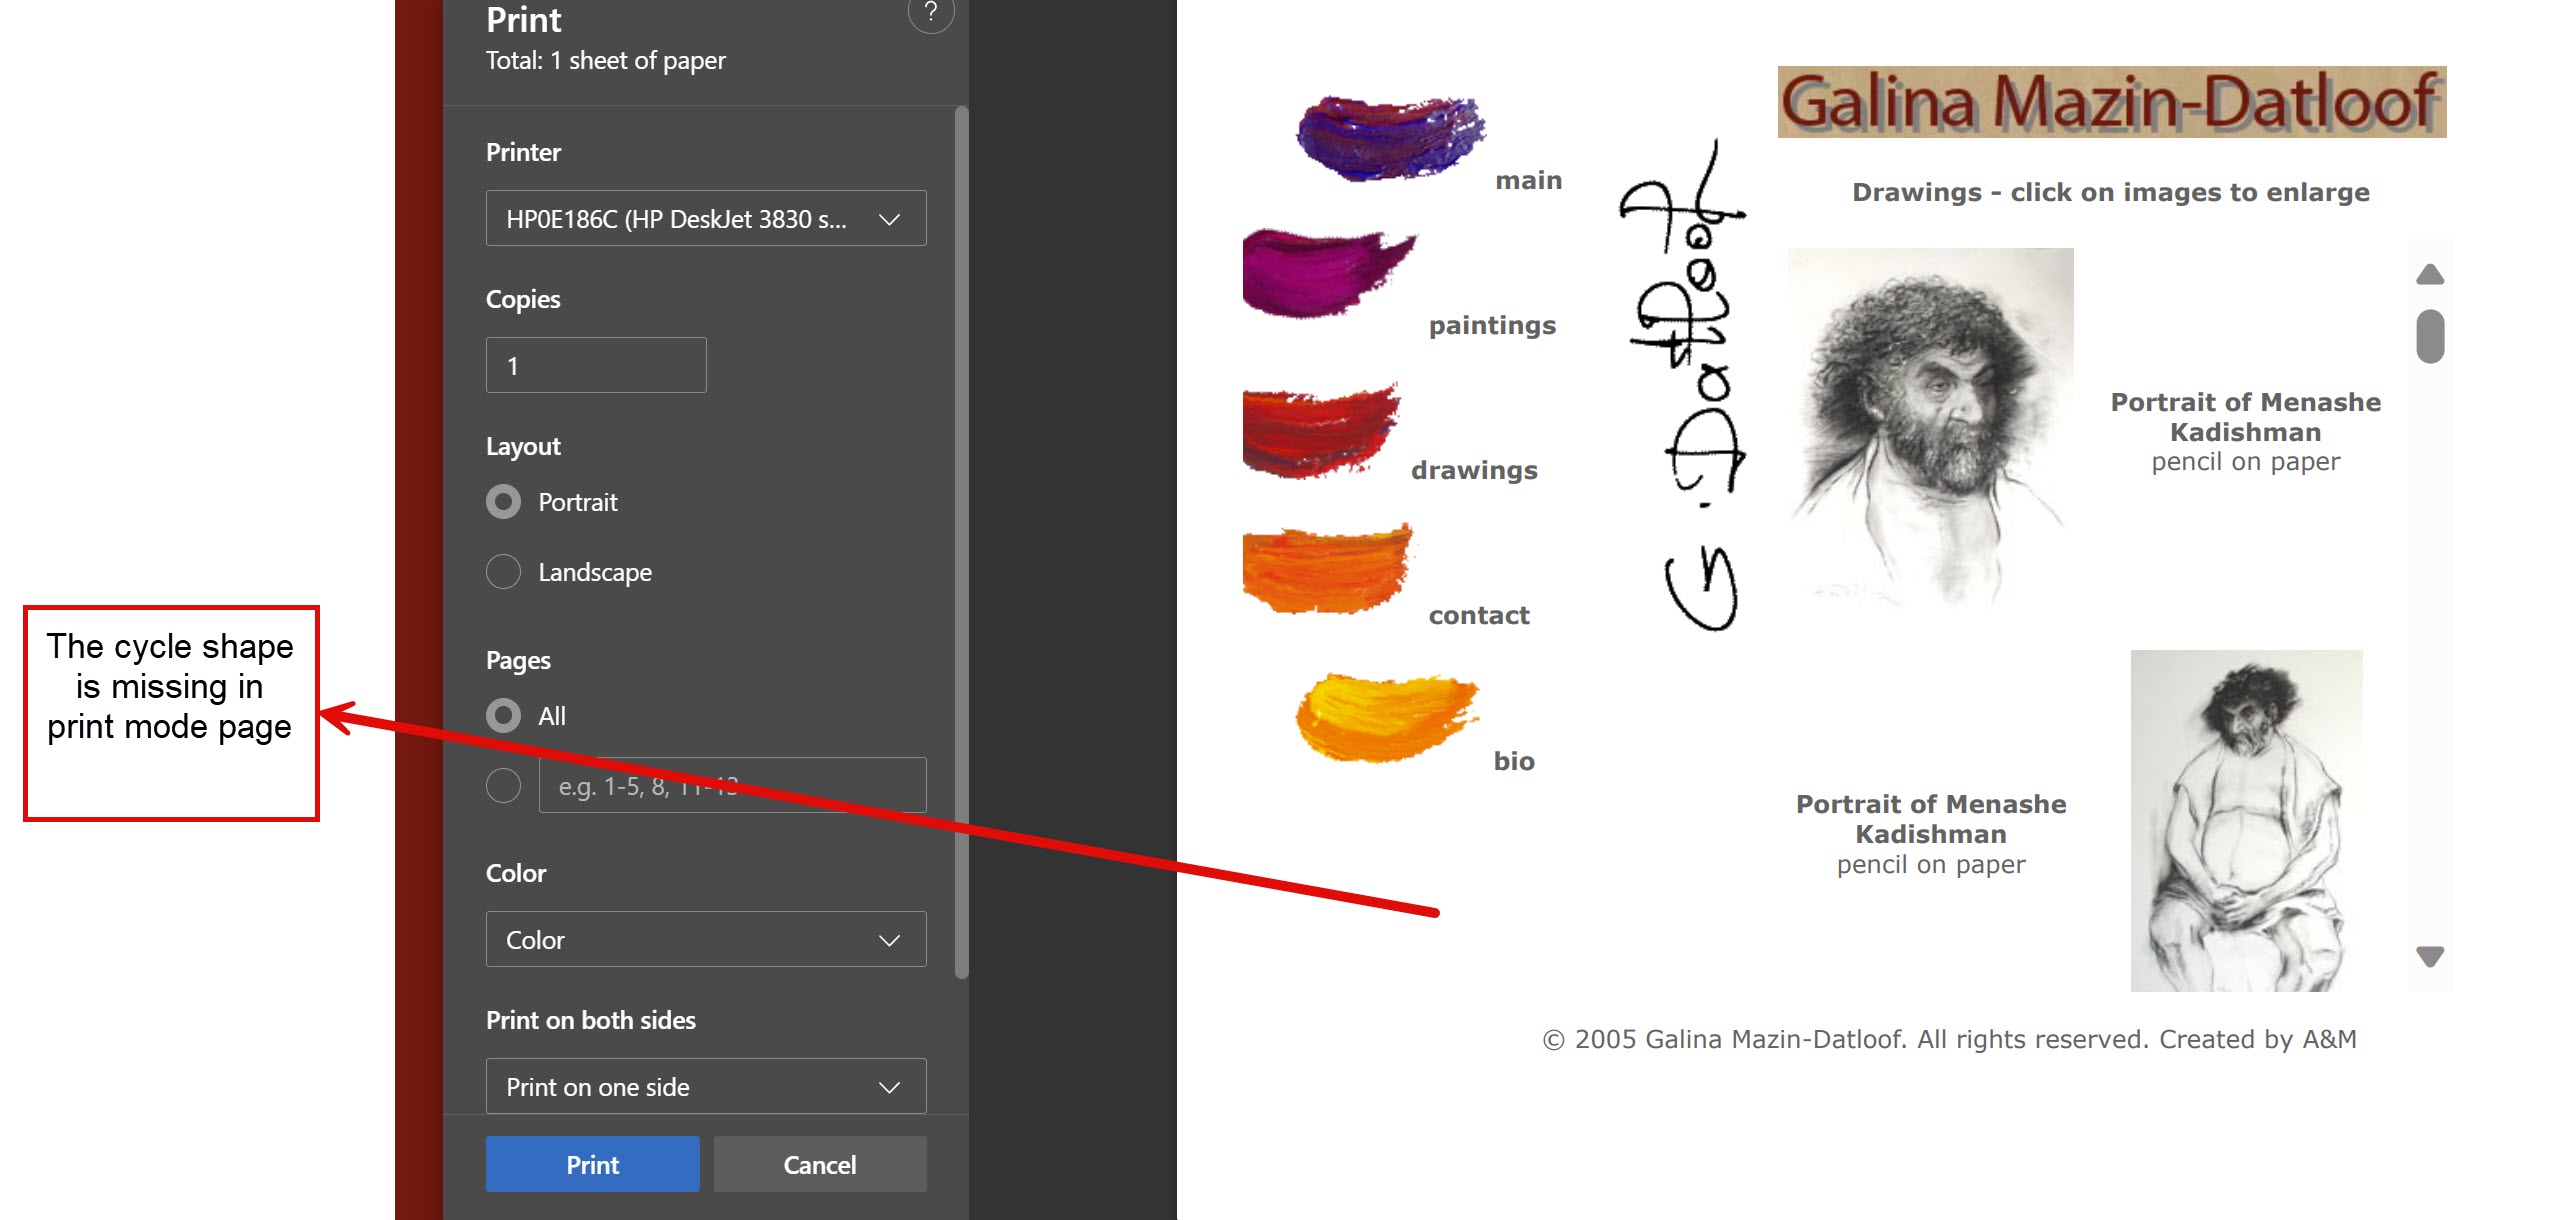 Print
?
Total: 1 sheet of paper
Printer
HP0E186C (HP DeskJet 3830 s...
Copies
1
Layout
Portrait
Landscape
Pages
All
e.g. 1-5, 8, 11-13
Color
Color
Print on both sides
Print on one side
Print
Cancel
The cycle shape
is missing in
print mode page
main
paintings
drawings
contact
bio
G. Datloof
Galina Mazin-Datloof
Drawings - click on images to enlarge
Portrait of Menashe
Kadishman
pencil on paper
Portrait of Menashe
Kadishman
pencil on paper
© 2005 Galina Mazin-Datloof. All rights reserved. Created by A&M